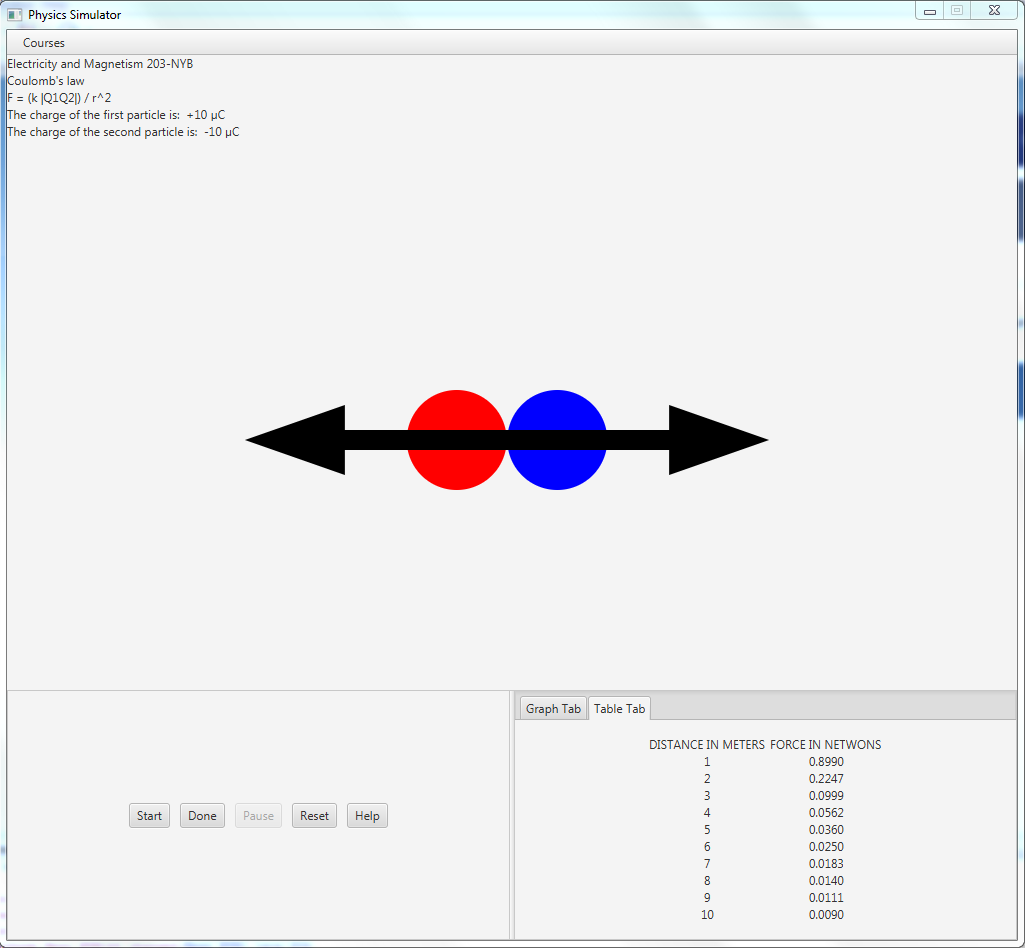 Physics Simulator
Courses
Electricity and Magnetism 203-NYB
Coulomb's law
F = (k |Q1Q2|) / r^2
The charge of the first particle is:  +10 µC
The charge of the second particle is:  -10 µC
Start Done Pause Reset Help
Graph Tab Table Tab
DISTANCE IN METERS FORCE IN NETWONS
1 0.8990
2 0.2247
3 0.0999
4 0.0562
5 0.0360
6 0.0250
7 0.0183
8 0.0140
9 0.0111
10 0.0090